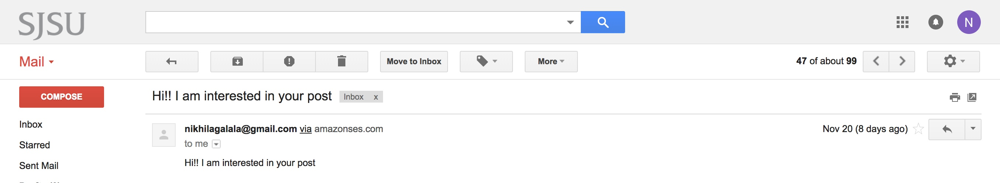 SJSU
N
Mail
Move to Inbox
More
47 of about 99
COMPOSE
Hi!! I am interested in your post Inbox x
Inbox
nikhilagalala@gmail.com via amazonses.com Nov 20 (8 days ago)
to me
Starred
Hi!! I am interested in your post
Sent Mail